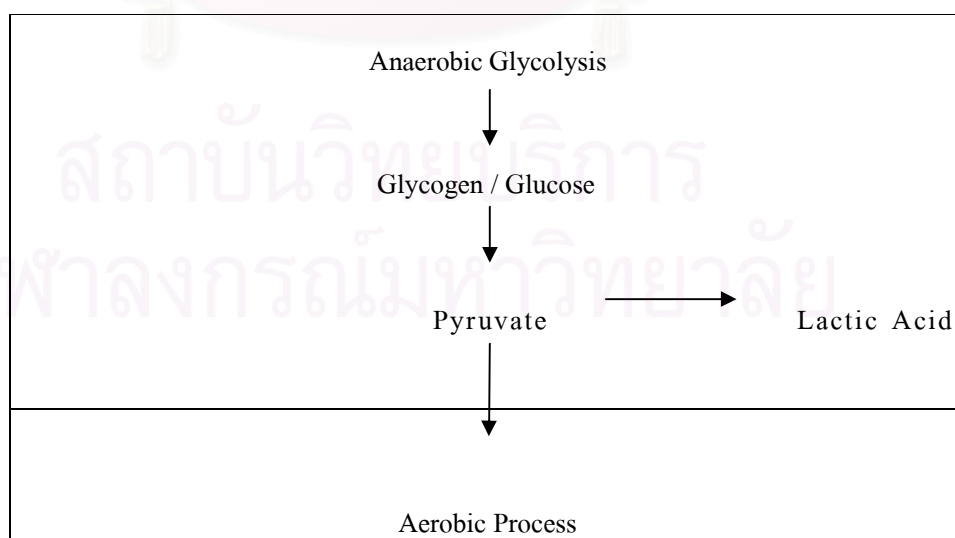 Anaerobic Glycolysis
สถาบันวิทยบริการ
Glycogen / Glucose
จุฬาลงกรณ์มหาวิทยาลัย
Pyruvate
Lactic Acid
Aerobic Process